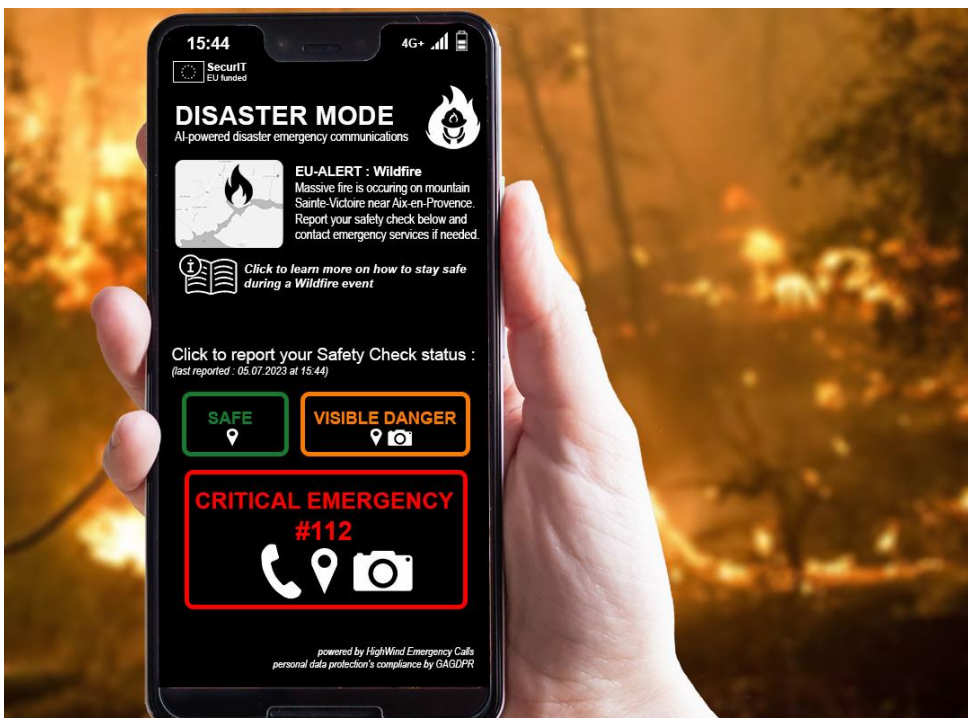 15:44
4G+
SecurIT
EU funded
DISASTER MODE
AI-powered disaster emergency communications
EU-ALERT : Wildfire
Massive fire is occuring on mountain
Sainte-Victoire near Aix-en-Provence.
Report your safety check below and
contact emergency services if needed.
Click to learn more on how to stay safe
during a Wildfire event
Click to report your Safety Check status :
(last reported : 05.07.2023 at 15:44)
SAFE
VISIBLE DANGER
CRITICAL EMERGENCY
#112
powered by HighWind Emergency Calls
personal data protection's compliance by GAGDPR